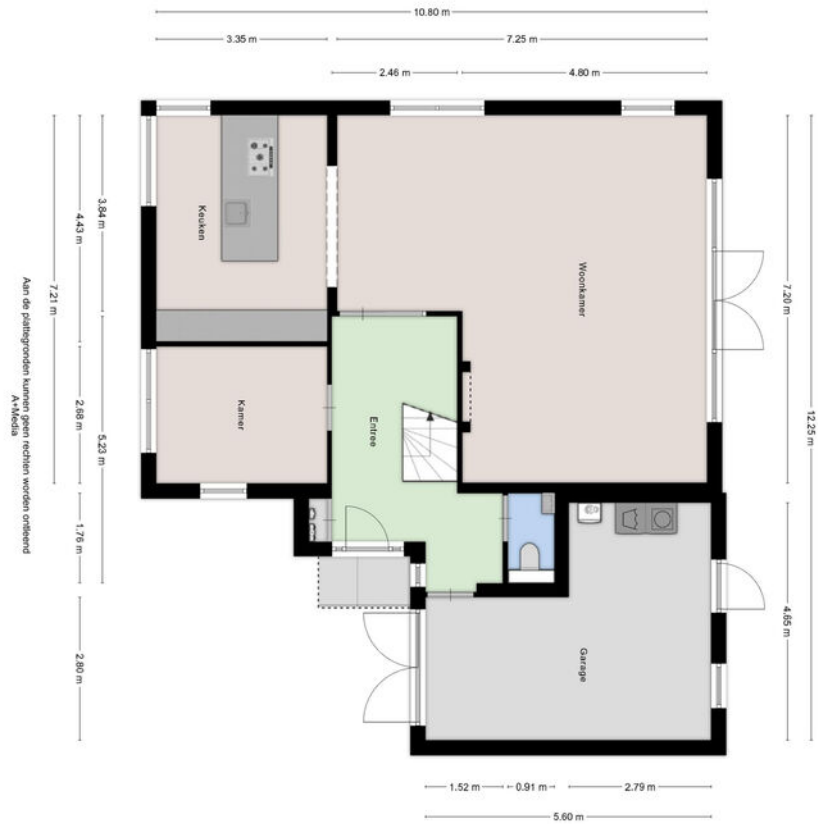 10.80 m
3.35 m
7.25 m
2.46 m
4.80 m
Keuken
Woonkamer
Kamer
Entree
Garage
3.84 m
4.43 m
7.21 m
2.68 m
5.23 m
1.76 m
2.80 m
7.20 m
12.25 m
4.65 m
1.52 m
0.91 m
2.79 m
5.60 m
Aan de plattegronden kunnen geen rechten worden ontleend
A+Media